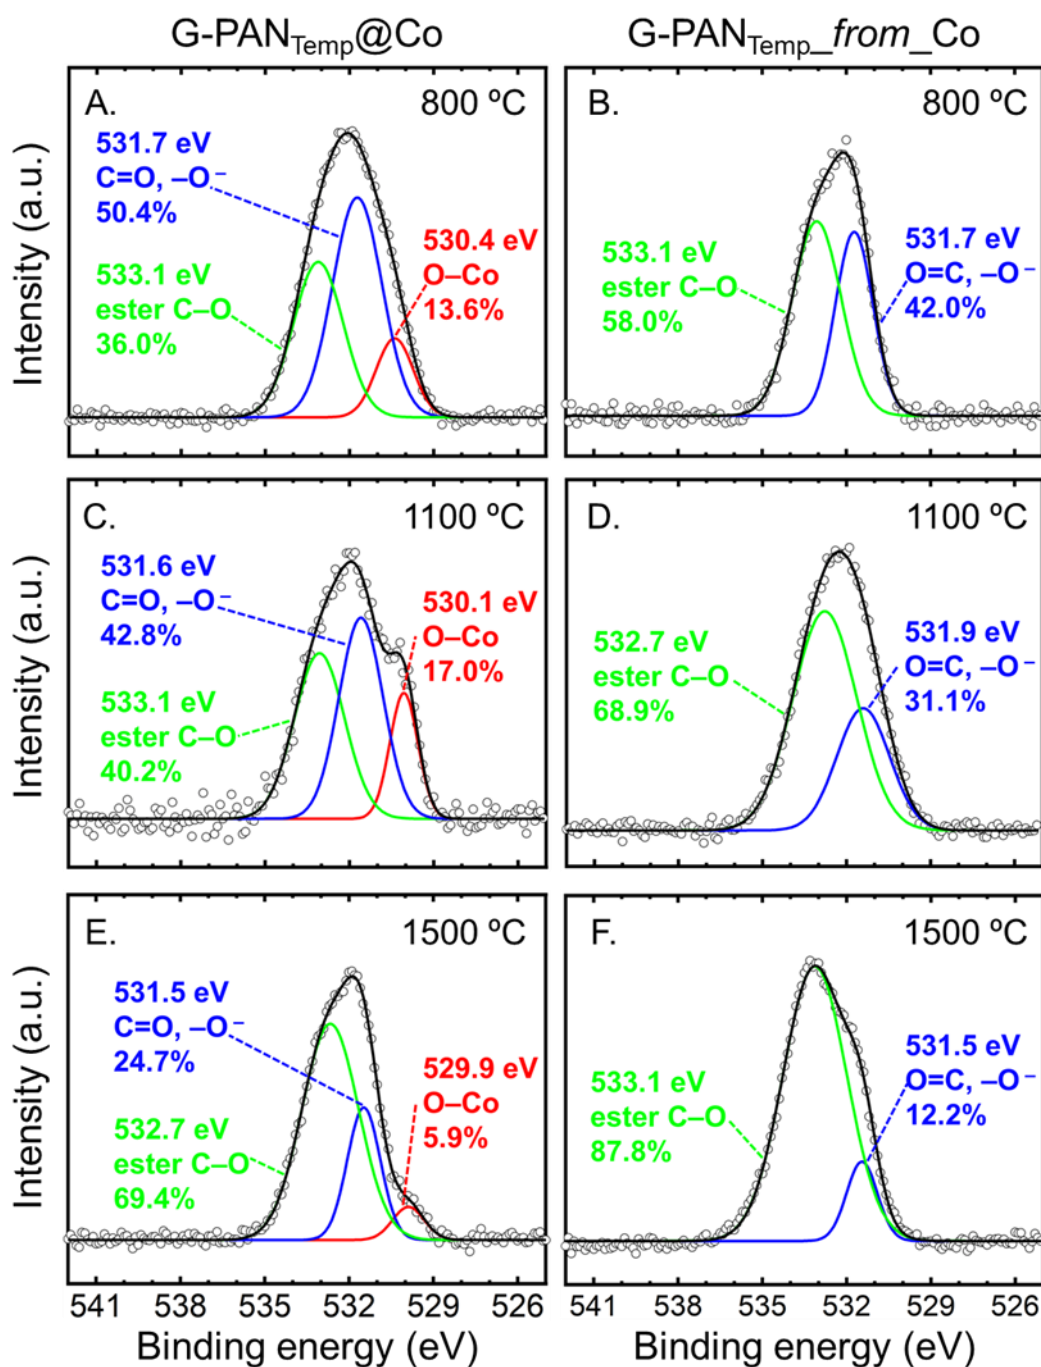 G-PANTemp@Co
G-PANTemp_from_Co
Intensity (a.u.)
A.
800 ºC
531.7 eV
C=O, –O⁻
50.4%
533.1 eV
ester C–O
36.0%
530.4 eV
O–Co
13.6%
B.
800 ºC
533.1 eV
ester C–O
58.0%
531.7 eV
O=C, –O⁻
42.0%
Intensity (a.u.)
C.
1100 ºC
531.6 eV
C=O, –O⁻
42.8%
533.1 eV
ester C–O
40.2%
530.1 eV
O–Co
17.0%
D.
1100 ºC
532.7 eV
ester C–O
68.9%
531.9 eV
O=C, –O⁻
31.1%
Intensity (a.u.)
E.
1500 ºC
531.5 eV
C=O, –O⁻
24.7%
532.7 eV
ester C–O
69.4%
529.9 eV
O–Co
5.9%
F.
1500 ºC
533.1 eV
ester C–O
87.8%
531.5 eV
O=C, –O⁻
12.2%
541 538 535 532 529 526
541 538 535 532 529 526
Binding energy (eV)
Binding energy (eV)